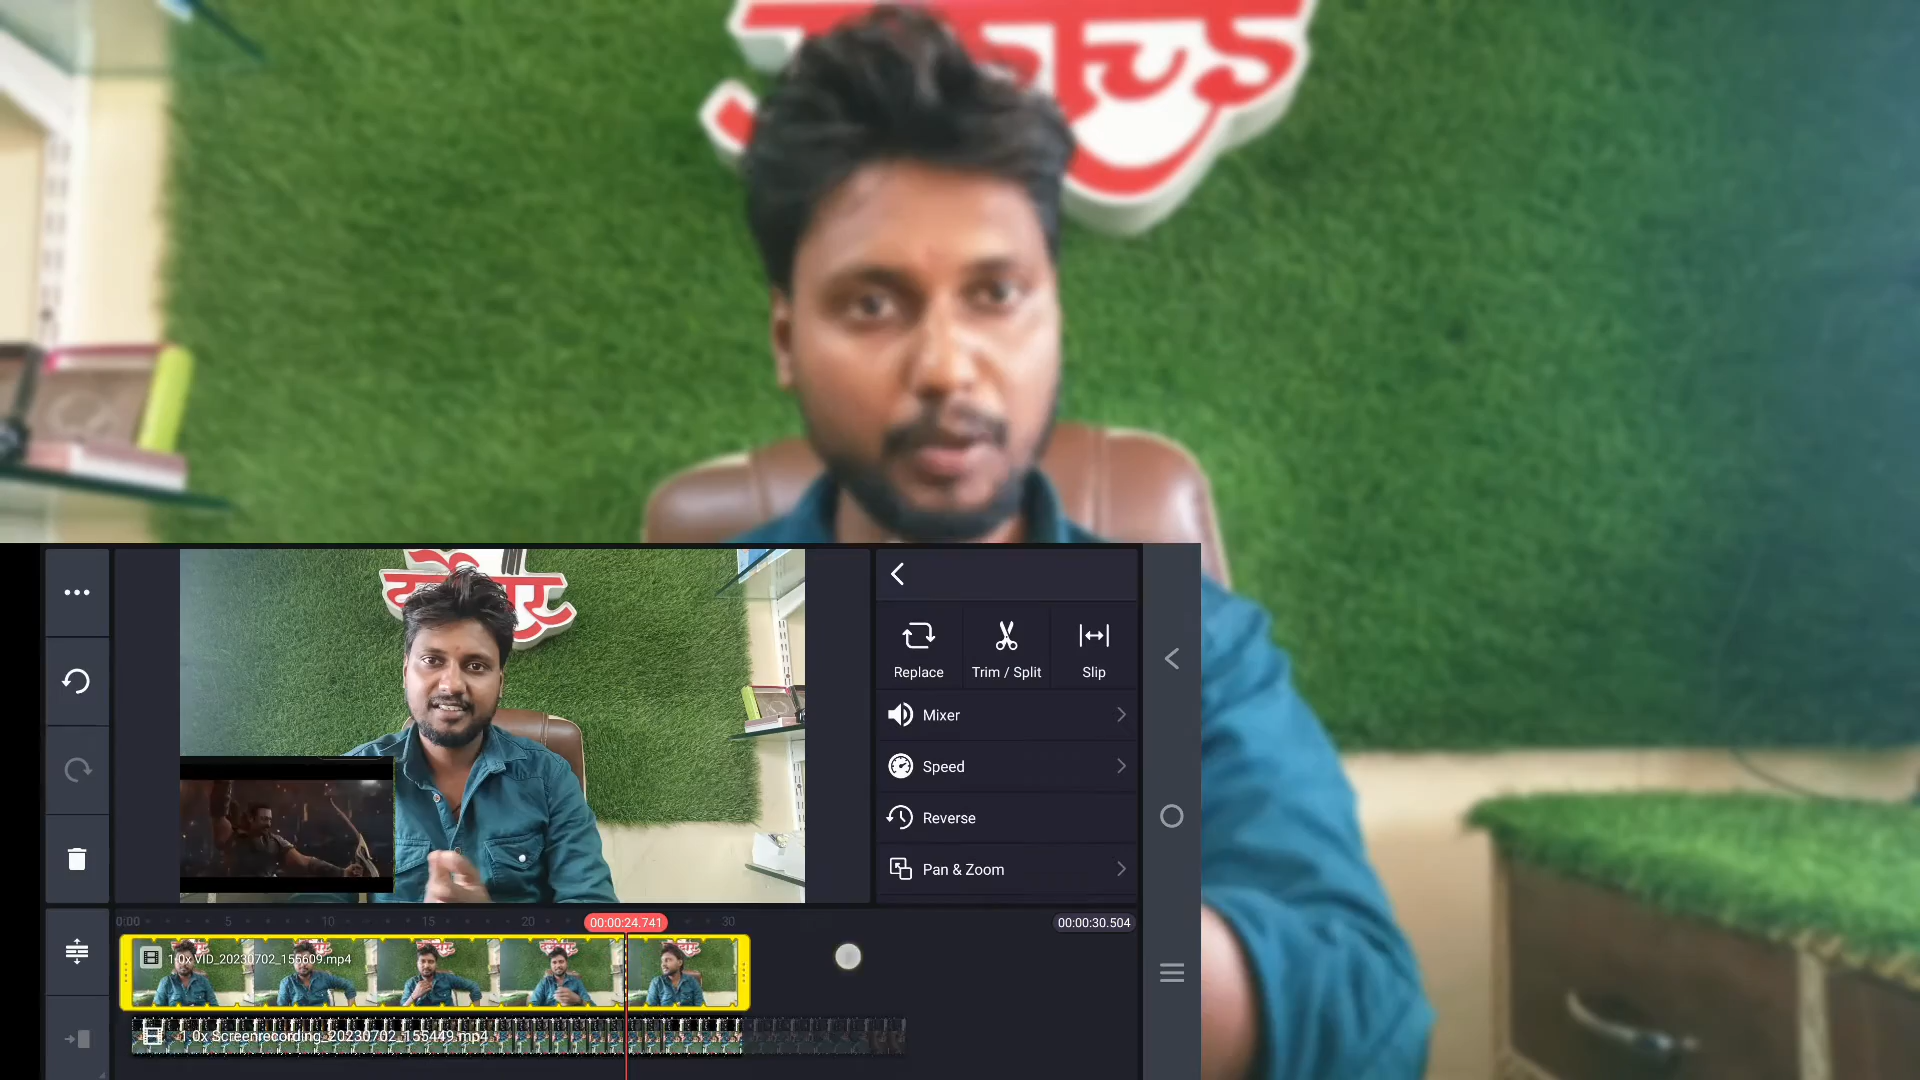 Replace
Trim / Split
Slip
Mixer
Speed
Reverse
Pan & Zoom
0:00
5
10
15
20
00:00:24.741
30
00:00:30.504
1.0x VID_20230702_155609.mp4
1.0x Screenrecording_20230702_155449.mp4